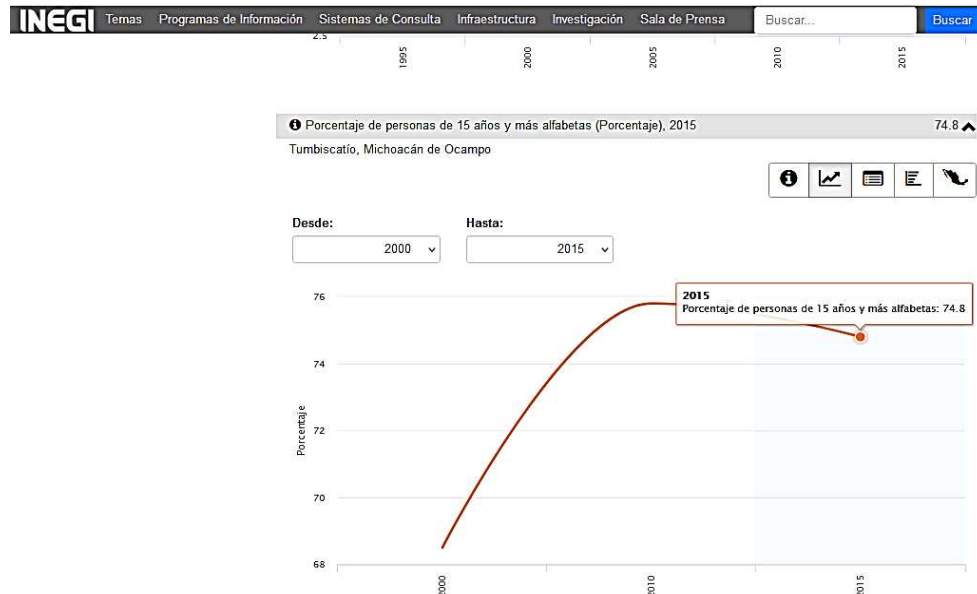 INEGI Temas Programas de Información Sistemas de Consulta Infraestructura Investigación Sala de Prensa Buscar... Buscar
2.5
1995 2000 2005 2010 2015
Porcentaje de personas de 15 años y más alfabetas (Porcentaje), 2015 74.8
Tumbiscatío, Michoacán de Ocampo
Desde: Hasta:
2000 2015
76
2015
Porcentaje de personas de 15 años y más alfabetas: 74.8
74
Porcentaje
72
70
68
2000 2010 2015